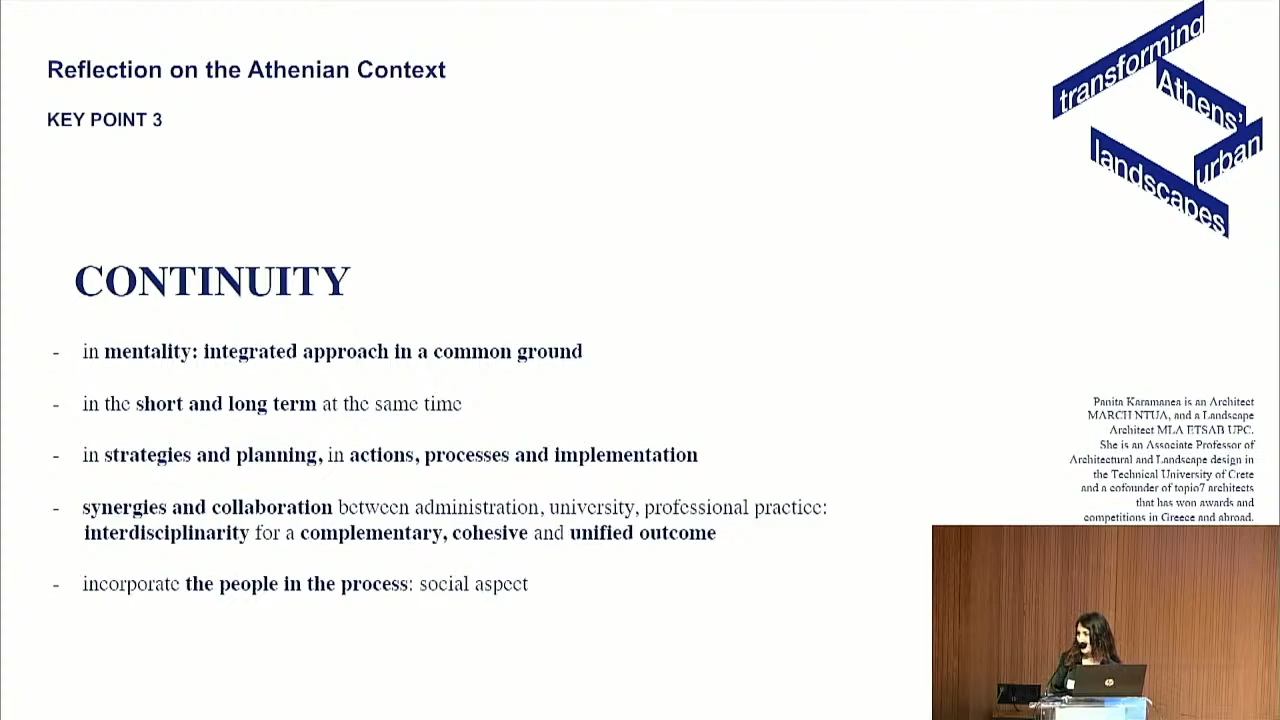 Reflection on the Athenian Context
KEY POINT 3
transforming
Athens'
urban
landscapes
CONTINUITY
- in mentality: integrated approach in a common ground
- in the short and long term at the same time
- in strategies and planning, in actions, processes and implementation
- synergies and collaboration between administration, university, professional practice:
interdisciplinarity for a complementary, cohesive and unified outcome
- incorporate the people in the process: social aspect
Panita Karamanea is an Architect
MARCH NTUA, and a Landscape
Architect MLA ETSAB UPC.
She is an Associate Professor of
Architectural and Landscape design in
the Technical University of Crete
and a cofounder of topio7 architects
that has won awards and
competitions in Greece and abroad.
hp